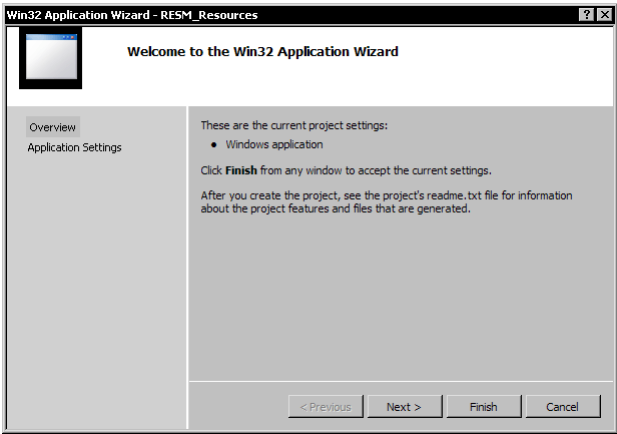 Win32 Application Wizard - RESM_Resources
Welcome to the Win32 Application Wizard
Overview
Application Settings
These are the current project settings:
• Windows application
Click Finish from any window to accept the current settings.
After you create the project, see the project's readme.txt file for information
about the project features and files that are generated.
< Previous
Next >
Finish
Cancel